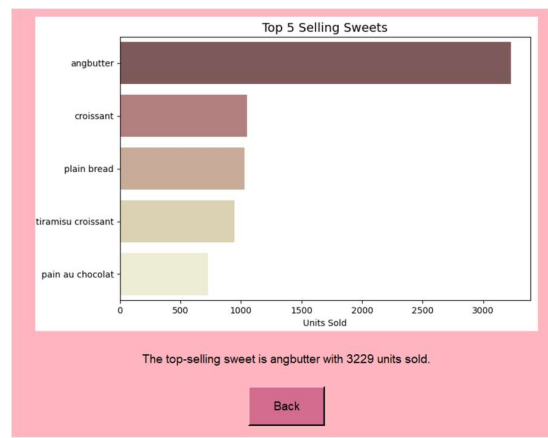 Top 5 Selling Sweets
angbutter
croissant
plain bread
tiramisu croissant
pain au chocolat
0 500 1000 1500 2000 2500 3000
Units Sold
The top-selling sweet is angbutter with 3229 units sold.
Back